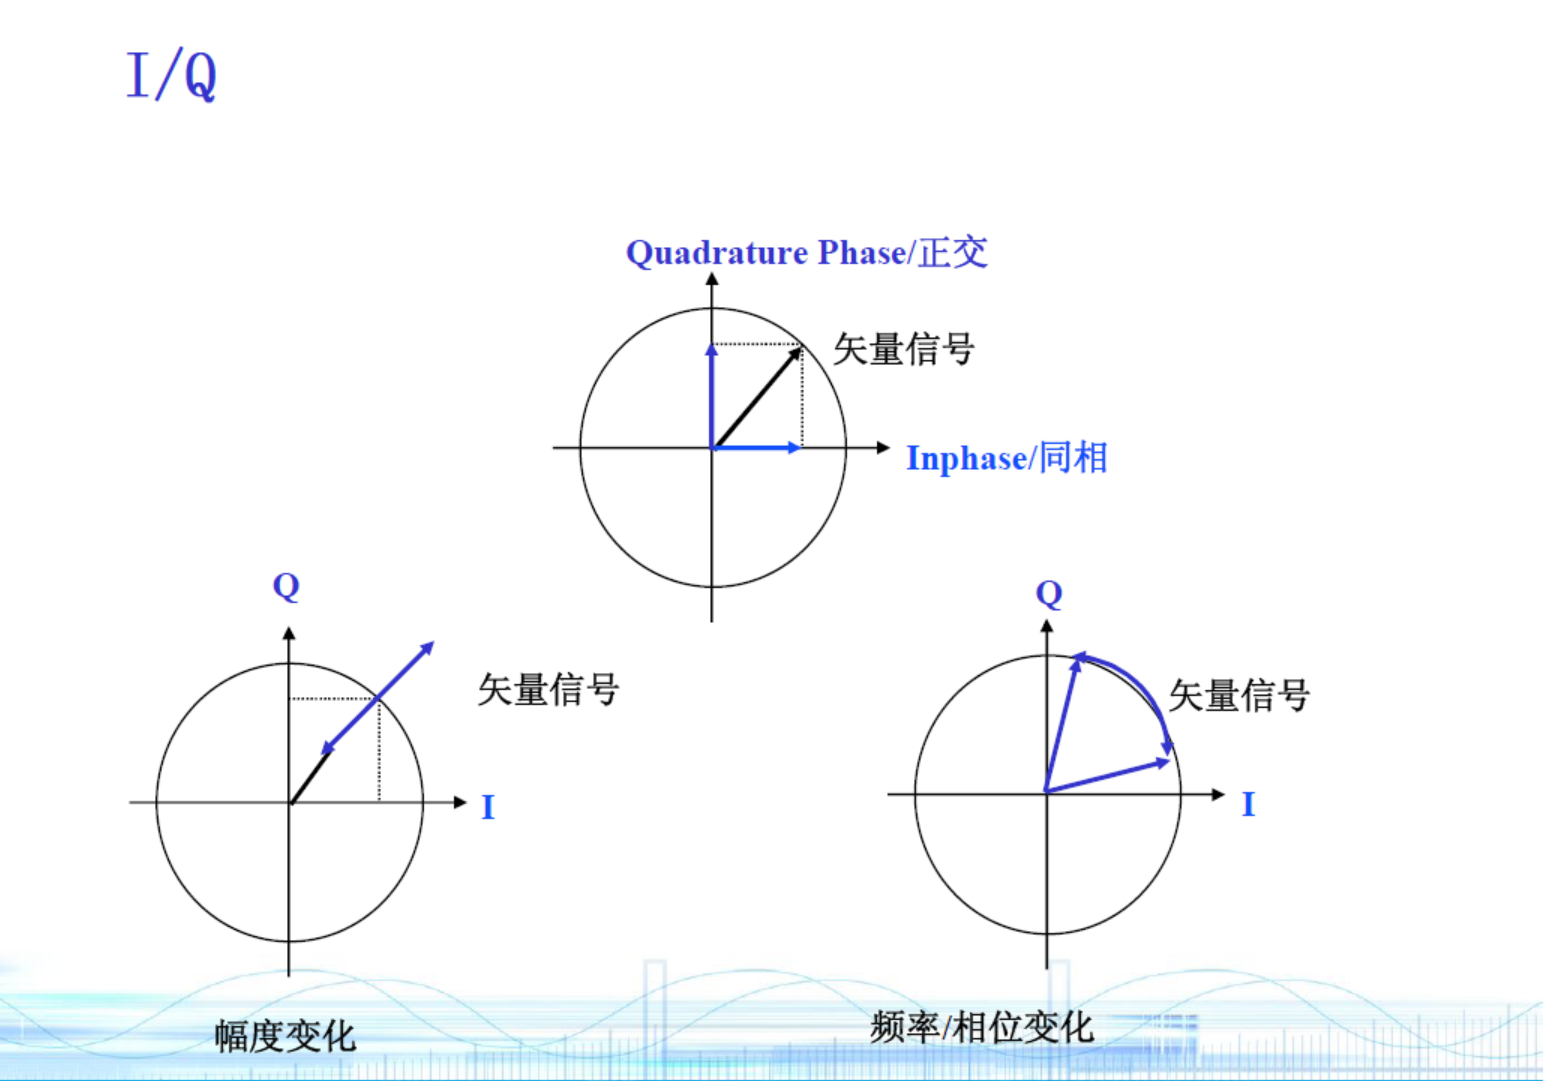 I/Q
Quadrature Phase/正交
矢量信号
Inphase/同相
Q
矢量信号
I
幅度变化
Q
矢量信号
I
频率/相位变化